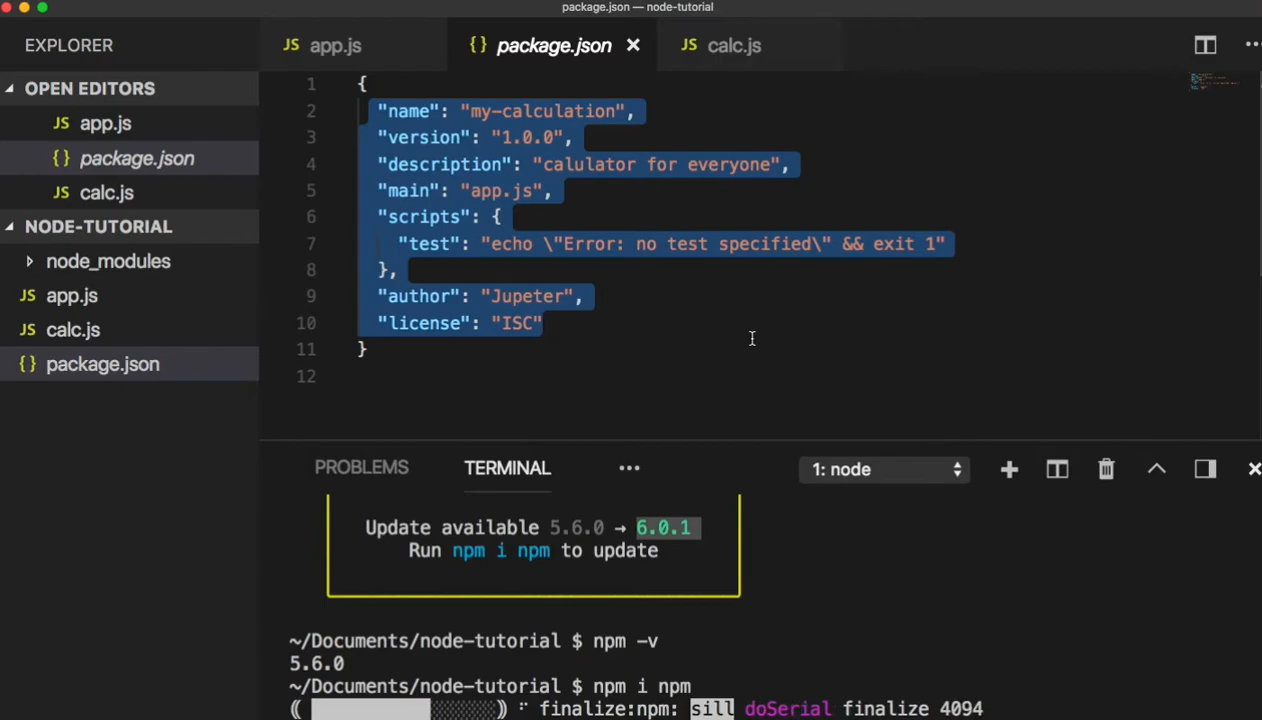 package.json — node-tutorial
EXPLORER
OPEN EDITORS
JS app.js
{} package.json
JS calc.js
NODE-TUTORIAL
node_modules
JS app.js
JS calc.js
{} package.json
JS app.js
{} package.json ×
JS calc.js
1 {
2 "name": "my-calculation",
3 "version": "1.0.0",
4 "description": "calulator for everyone",
5 "main": "app.js",
6 "scripts": {
7 "test": "echo \"Error: no test specified\" && exit 1"
8 },
9 "author": "Jupeter",
10 "license": "ISC"
11 }
12
PROBLEMS
TERMINAL
1: node
Update available 5.6.0 → 6.0.1
Run npm i npm to update
~/Documents/node-tutorial $ npm -v
5.6.0
~/Documents/node-tutorial $ npm i npm
finalize:npm: sill doSerial finalize 4094